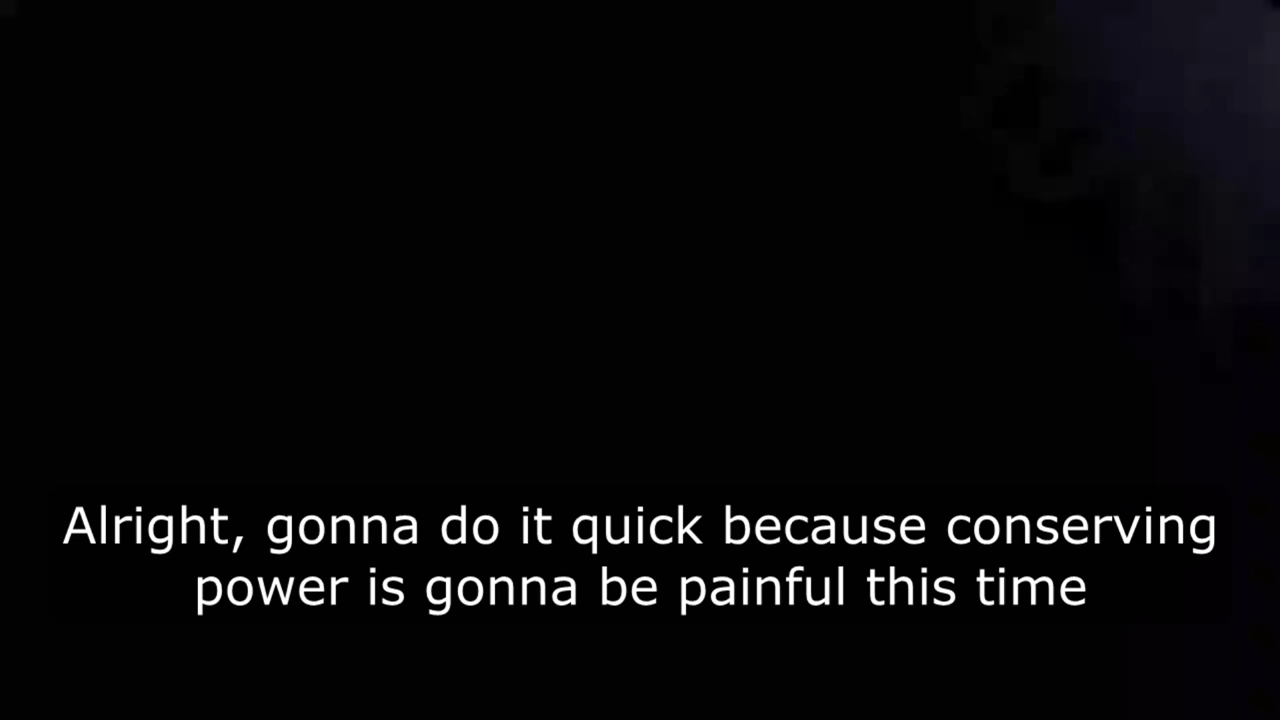 Alright, gonna do it quick because conserving
power is gonna be painful this time